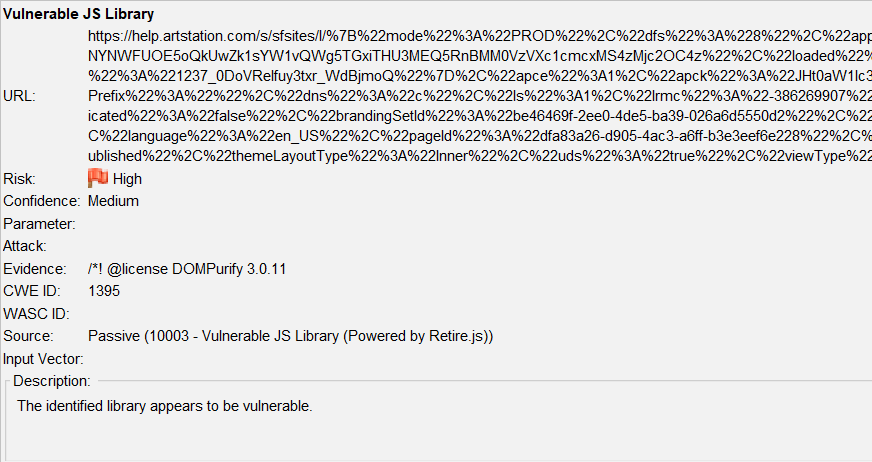 Vulnerable JS Library
https://help.artstation.com/s/sfsites/l/%7B%22mode%22%3A%22PROD%22%2C%22dfs%22%3A%228%22%2C%22app
NYNWFUOE5oQkUwZk1sYW1vQWg5TGxiTHU3MEQ5RnBMM0VzVXc1cmcxMS4zMjc2OC4z%22%2C%22loaded%22%
%22%3A%221237_0DoVRelfuy3txr_WdBjmoQ%22%7D%2C%22apce%22%3A1%2C%22apck%22%3A%22JHt0aW1lc3
URL: Prefix%22%3A%22%22%2C%22dns%22%3A%22c%22%2C%22ls%22%3A1%2C%22lrmc%22%3A%22-386269907%22
icated%22%3Afalse%22%2C%22brandingSetId%22%3A%22be46469f-2ee0-4de5-ba39-026a6d5550d2%22%2C%22
C%22language%22%3A%22en_US%22%2C%22pageId%22%3A%22dfa83a26-d905-4ac3-a6ff-b3e3eef6e228%22%2C%
ublished%22%2C%22themeLayoutType%22%3A%22Inner%22%2C%22uds%22%3A%22true%22%2C%22viewType%22
Risk: High
Confidence: Medium
Parameter:
Attack:
Evidence: /*! @license DOMPurify 3.0.11
CWE ID: 1395
WASC ID:
Source: Passive (10003 - Vulnerable JS Library (Powered by Retire.js))
Input Vector:
Description:
The identified library appears to be vulnerable.